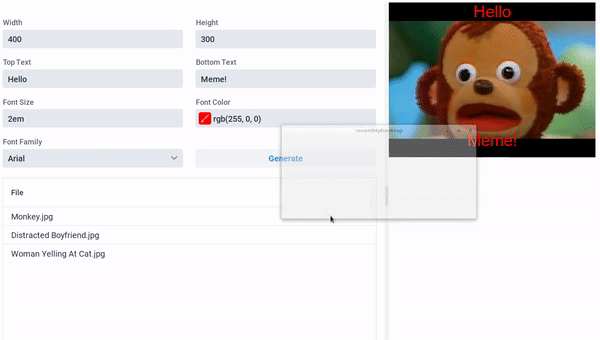 Width
Height
400
300
Top Text
Bottom Text
Hello
Meme!
Font Size
Font Color
2em
rgb(255, 0, 0)
Font Family
Arial
Generate
File
Monkey.jpg
Distracted Boyfriend.jpg
Woman Yelling At Cat.jpg
Hello
Meme!